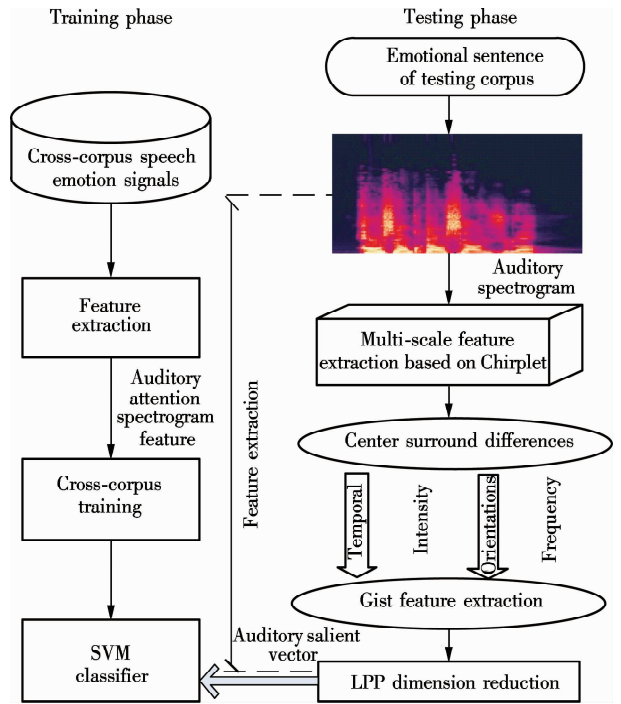 Training phase
Testing phase
Cross-corpus speech
emotion signals
Feature
extraction
Auditory
attention
spectrogram
feature
Cross-corpus
training
SVM
classifier
Feature extraction
Emotional sentence
of testing corpus
Auditory
spectrogram
Multi-scale feature
extraction based on Chirplet
Center surround differences
Temporal
Intensity
Orientations
Frequency
Gist feature extraction
Auditory salient
vector
LPP dimension reduction